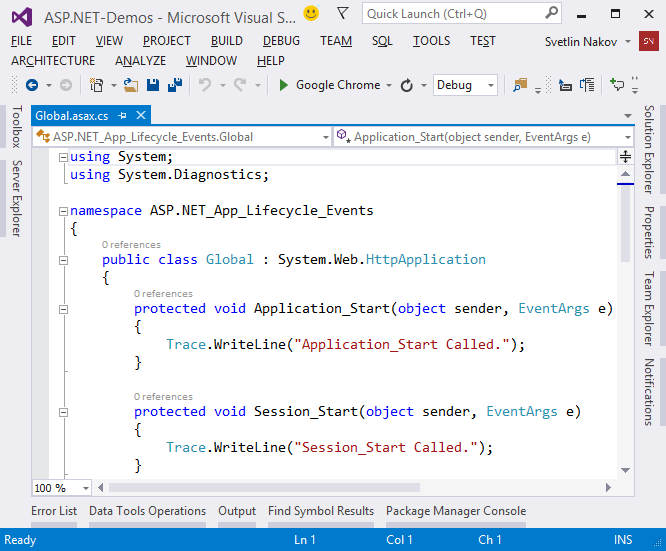 ASP.NET-Demos - Microsoft Visual S...
Quick Launch (Ctrl+Q)
FILE EDIT VIEW PROJECT BUILD DEBUG TEAM SQL TOOLS TEST
Svetlin Nakov
SN
ARCHITECTURE ANALYZE WINDOW HELP
Google Chrome
Debug
Toolbox
Server Explorer
Global.asax.cs
ASP.NET_App_Lifecycle_Events.Global
Application_Start(object sender, EventArgs e)
using System;
using System.Diagnostics;
namespace ASP.NET_App_Lifecycle_Events
{
0 references
public class Global : System.Web.HttpApplication
{
0 references
protected void Application_Start(object sender, EventArgs e)
{
Trace.WriteLine("Application_Start Called.");
}
0 references
protected void Session_Start(object sender, EventArgs e)
{
Trace.WriteLine("Session_Start Called.");
}
100 %
Solution Explorer
Properties
Team Explorer
Notifications
Error List Data Tools Operations Output Find Symbol Results Package Manager Console
Ready Ln 1 Col 1 Ch 1 INS